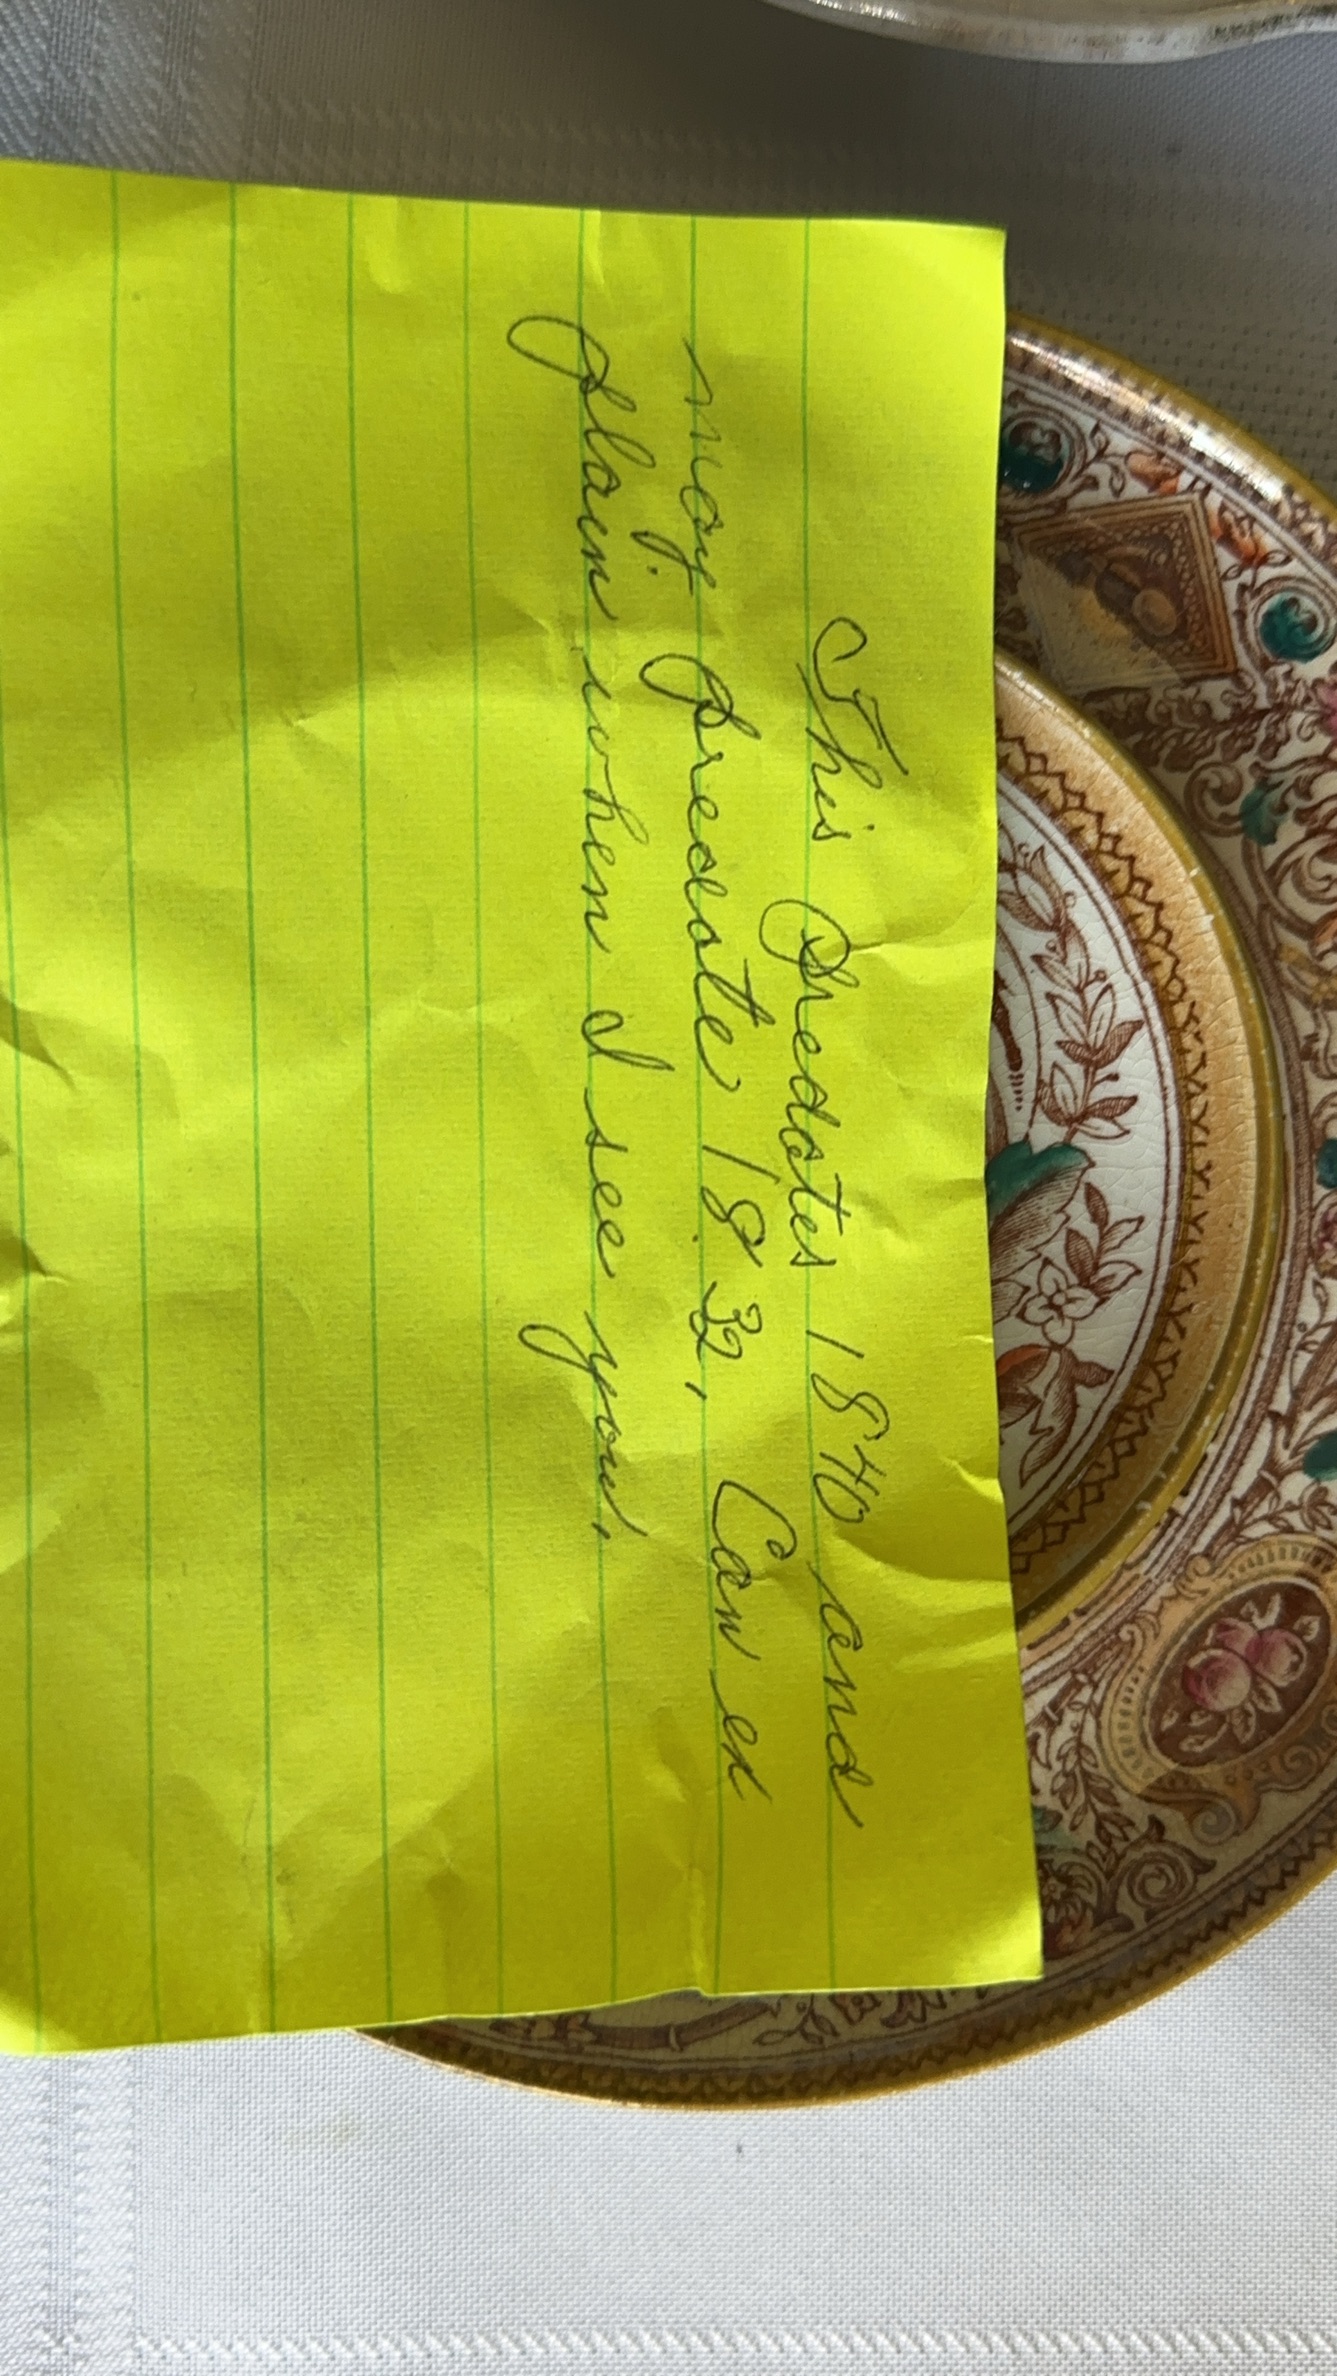 This Predates 1840 and
may Predate 1832. Can ex
plain when I see you.